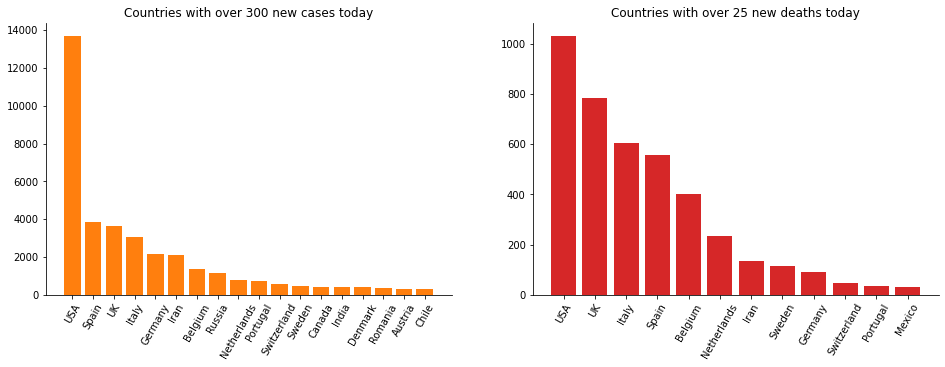 Countries with over 300 new cases today
14000
12000
10000
8000
6000
4000
2000
0
USA
Spain
UK
Italy
Germany
Iran
Belgium
Russia
Netherlands
Portugal
Switzerland
Sweden
Canada
India
Denmark
Romania
Austria
Chile
Countries with over 25 new deaths today
1000
800
600
400
200
0
USA
UK
Italy
Spain
Belgium
Netherlands
Iran
Sweden
Germany
Switzerland
Portugal
Mexico